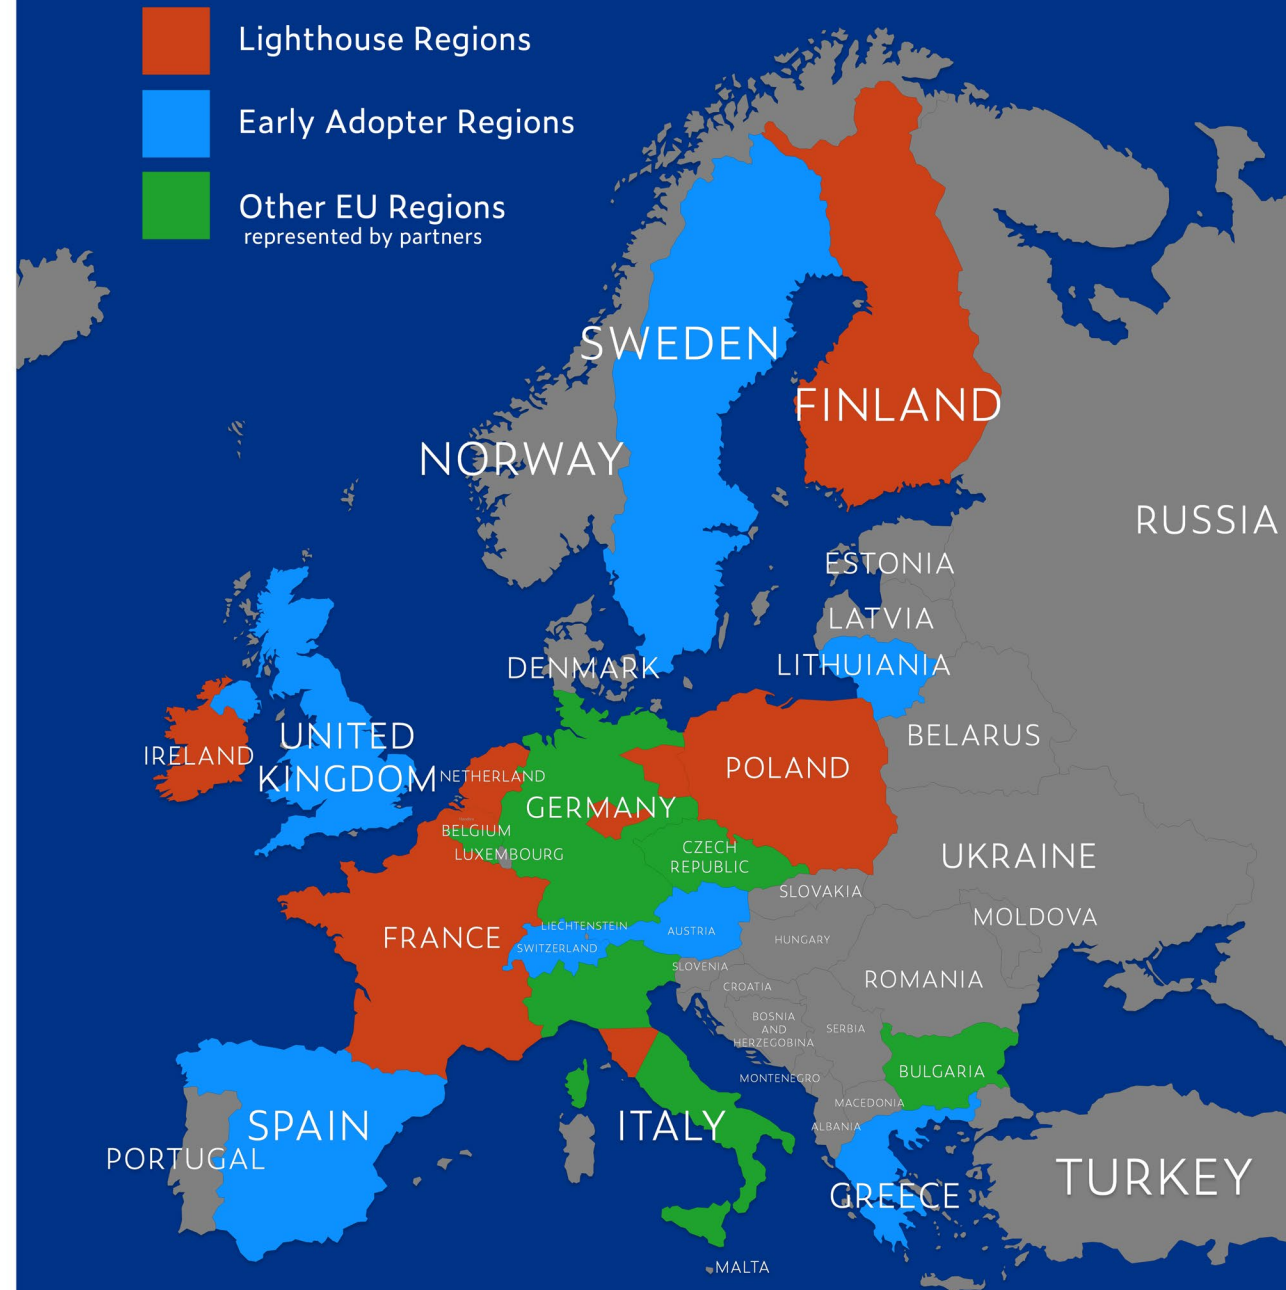 Lighthouse Regions
Early Adopter Regions
Other EU Regions
represented by partners
SWEDEN
FINLAND
NORWAY
RUSSIA
ESTONIA
LATVIA
DENMARK
LITHUIANIA
IRELAND
UNITED
KINGDOM
BELARUS
NETHERLAND
POLAND
GERMANY
BELGIUM
LUXEMBOURG
CZECH
REPUBLIC
UKRAINE
SLOVAKIA
MOLDOVA
FRANCE
LIECHTENSTEIN
SWITZERLAND
AUSTRIA
HUNGARY
SLOVENIA
ROMANIA
CROATIA
BOSNIA
AND
HERZEGOBINA
SERBIA
MONTENEGRO
BULGARIA
MACEDONIA
ALBANIA
SPAIN
ITALY
PORTUGAL
GREECE
TURKEY
MALTA